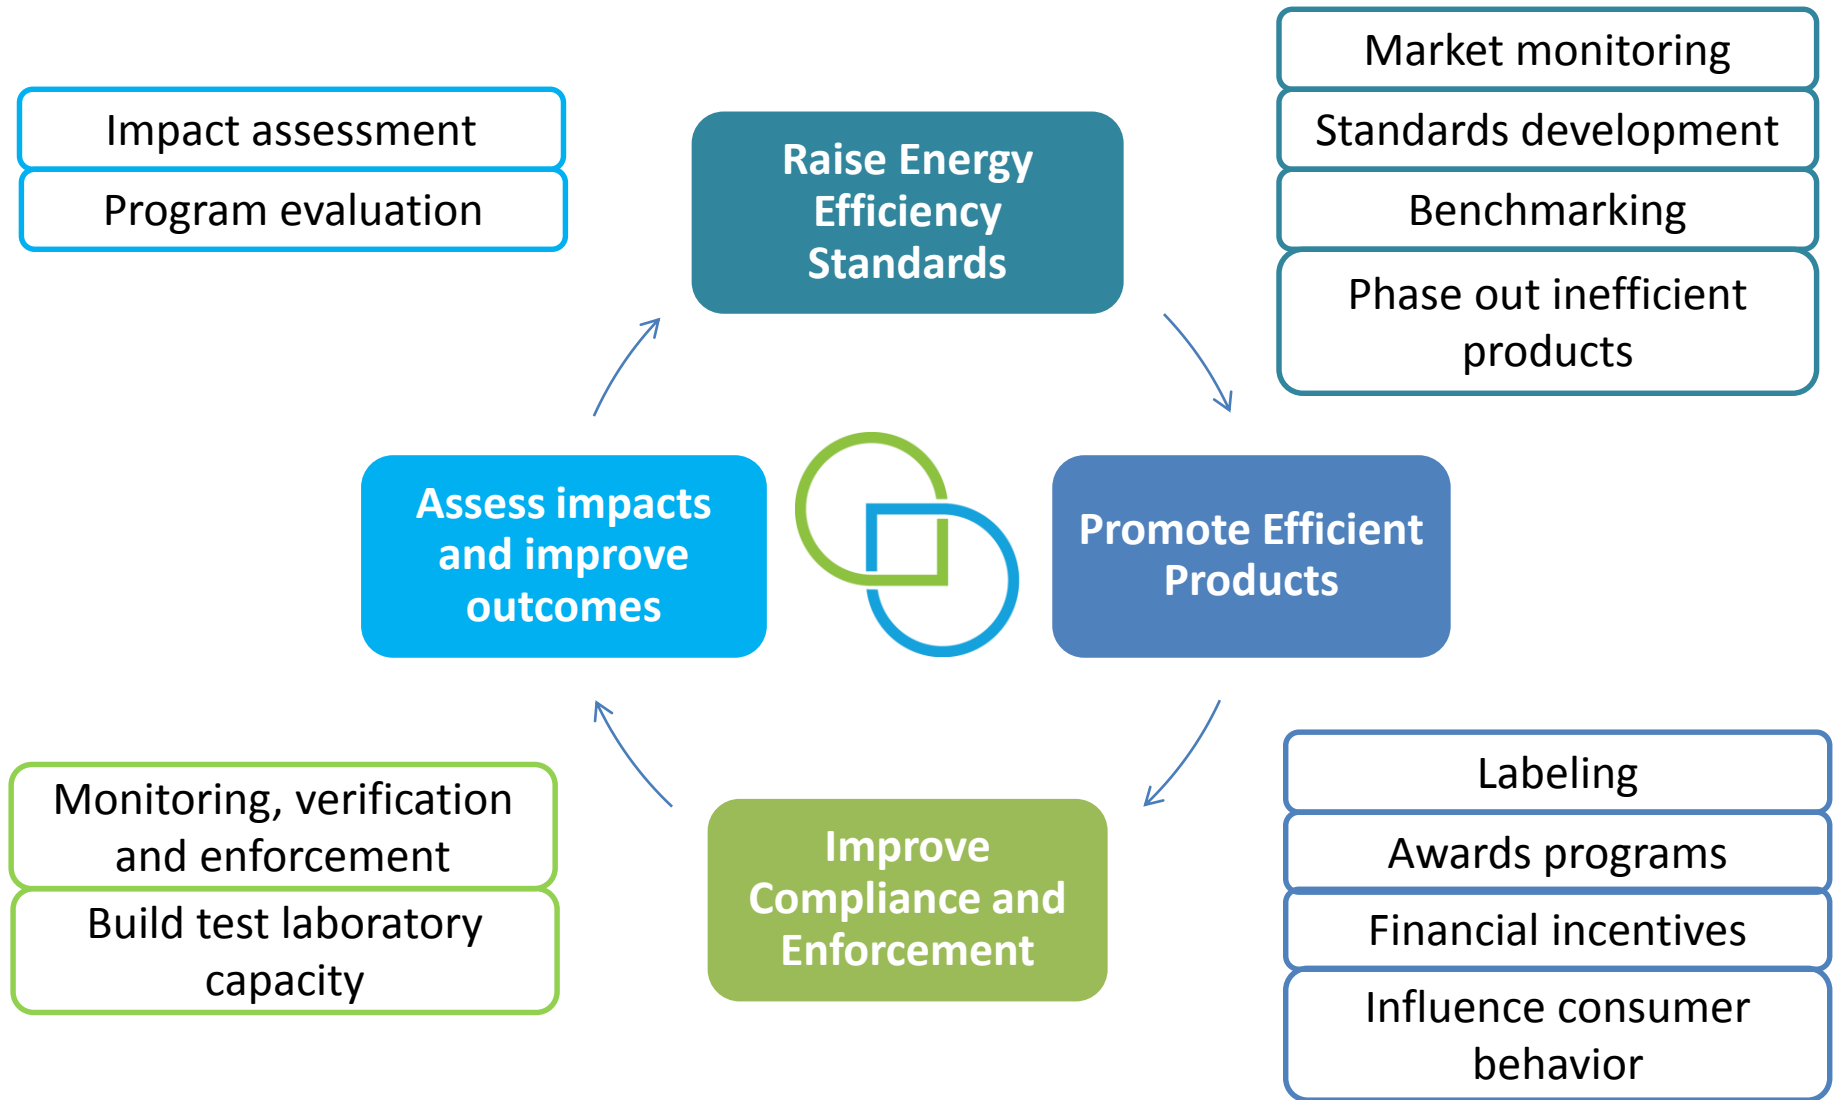 Impact assessment
Program evaluation
Raise Energy
Efficiency
Standards
Market monitoring
Standards development
Benchmarking
Phase out inefficient
products
Assess impacts
and improve
outcomes
Promote Efficient
Products
Monitoring, verification
and enforcement
Build test laboratory
capacity
Improve
Compliance and
Enforcement
Labeling
Awards programs
Financial incentives
Influence consumer
behavior